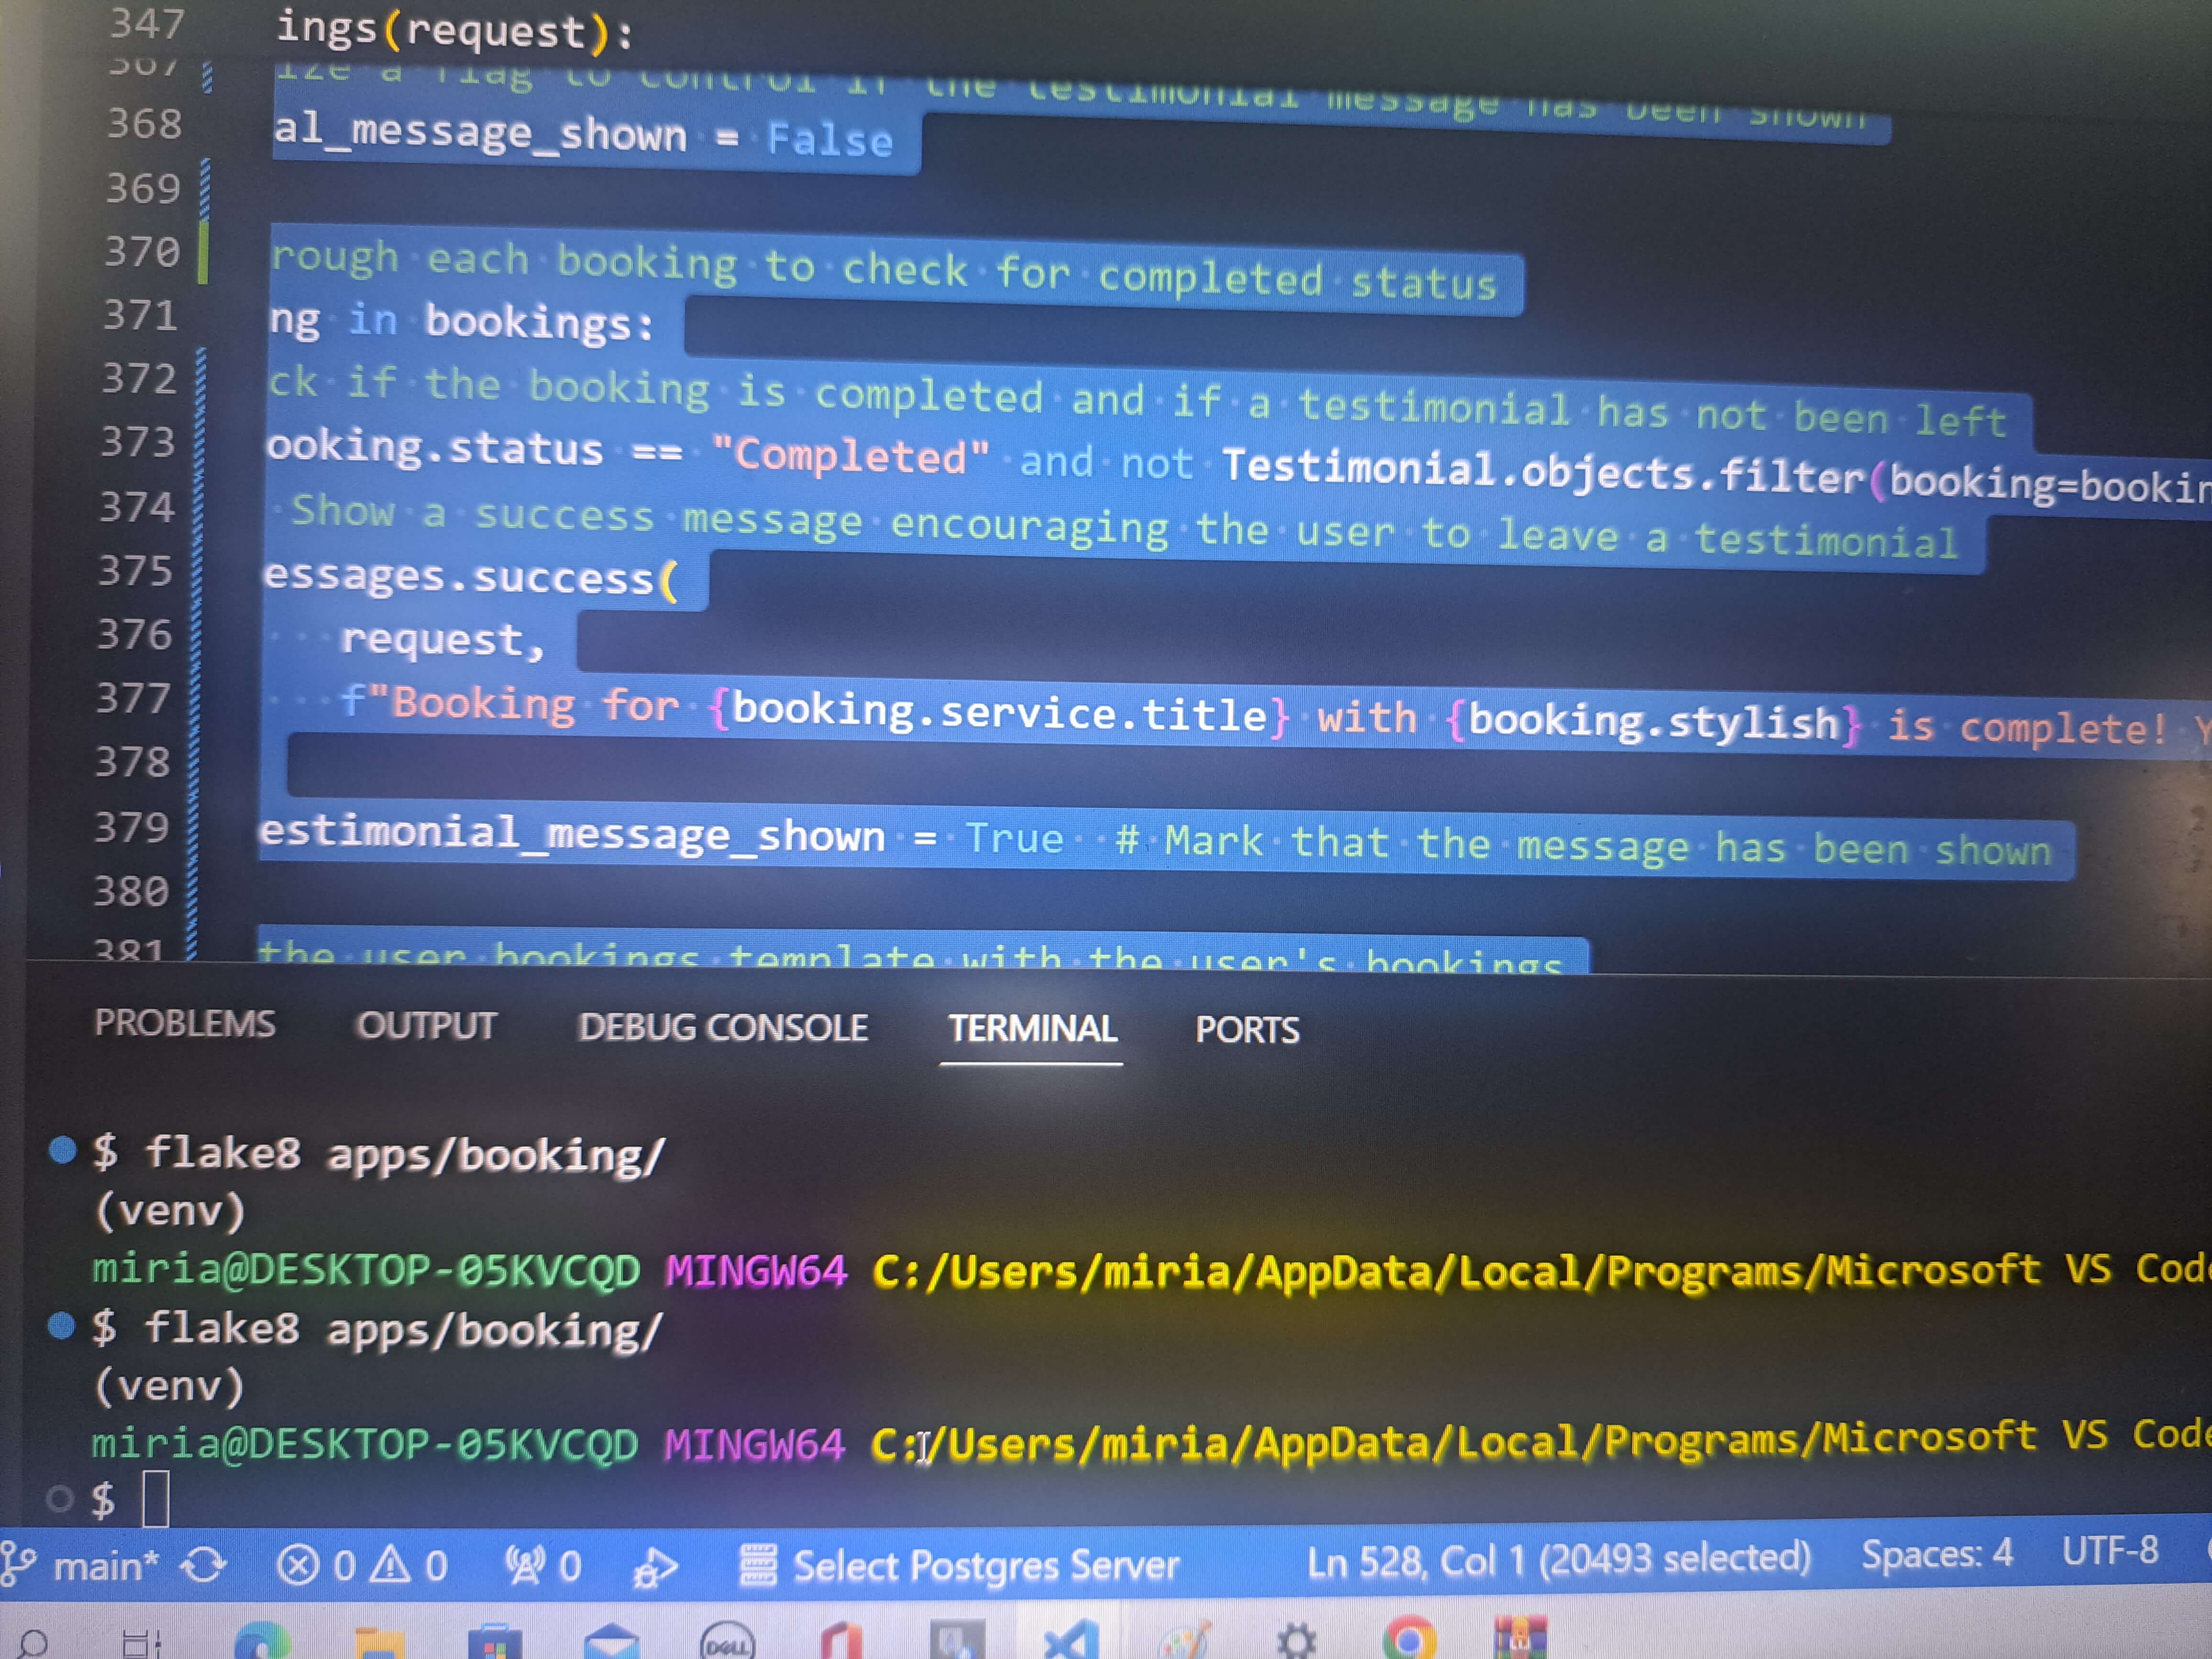 347 ings(request):
367 ize a flag to control if the testimonial message has been shown
368 al_message_shown = False
369
370 rough each booking to check for completed status
371 ng in bookings:
372 ck if the booking is completed and if a testimonial has not been left
373 ooking.status == "Completed" and not Testimonial.objects.filter(booking=bookin
374 Show a success message encouraging the user to leave a testimonial
375 essages.success(
376 request,
377 f"Booking for {booking.service.title} with {booking.stylish} is complete! Y
378
379 estimonial_message_shown = True # Mark that the message has been shown
380
381 the user bookings template with the user's bookings
PROBLEMS OUTPUT DEBUG CONSOLE TERMINAL PORTS
$ flake8 apps/booking/
(venv)
miria@DESKTOP-05KVCQD MINGW64 C:/Users/miria/AppData/Local/Programs/Microsoft VS Code
$ flake8 apps/booking/
(venv)
miria@DESKTOP-05KVCQD MINGW64 C:/Users/miria/AppData/Local/Programs/Microsoft VS Code
$
main* 0 0 0 Select Postgres Server Ln 528, Col 1 (20493 selected) Spaces: 4 UTF-8
DELL